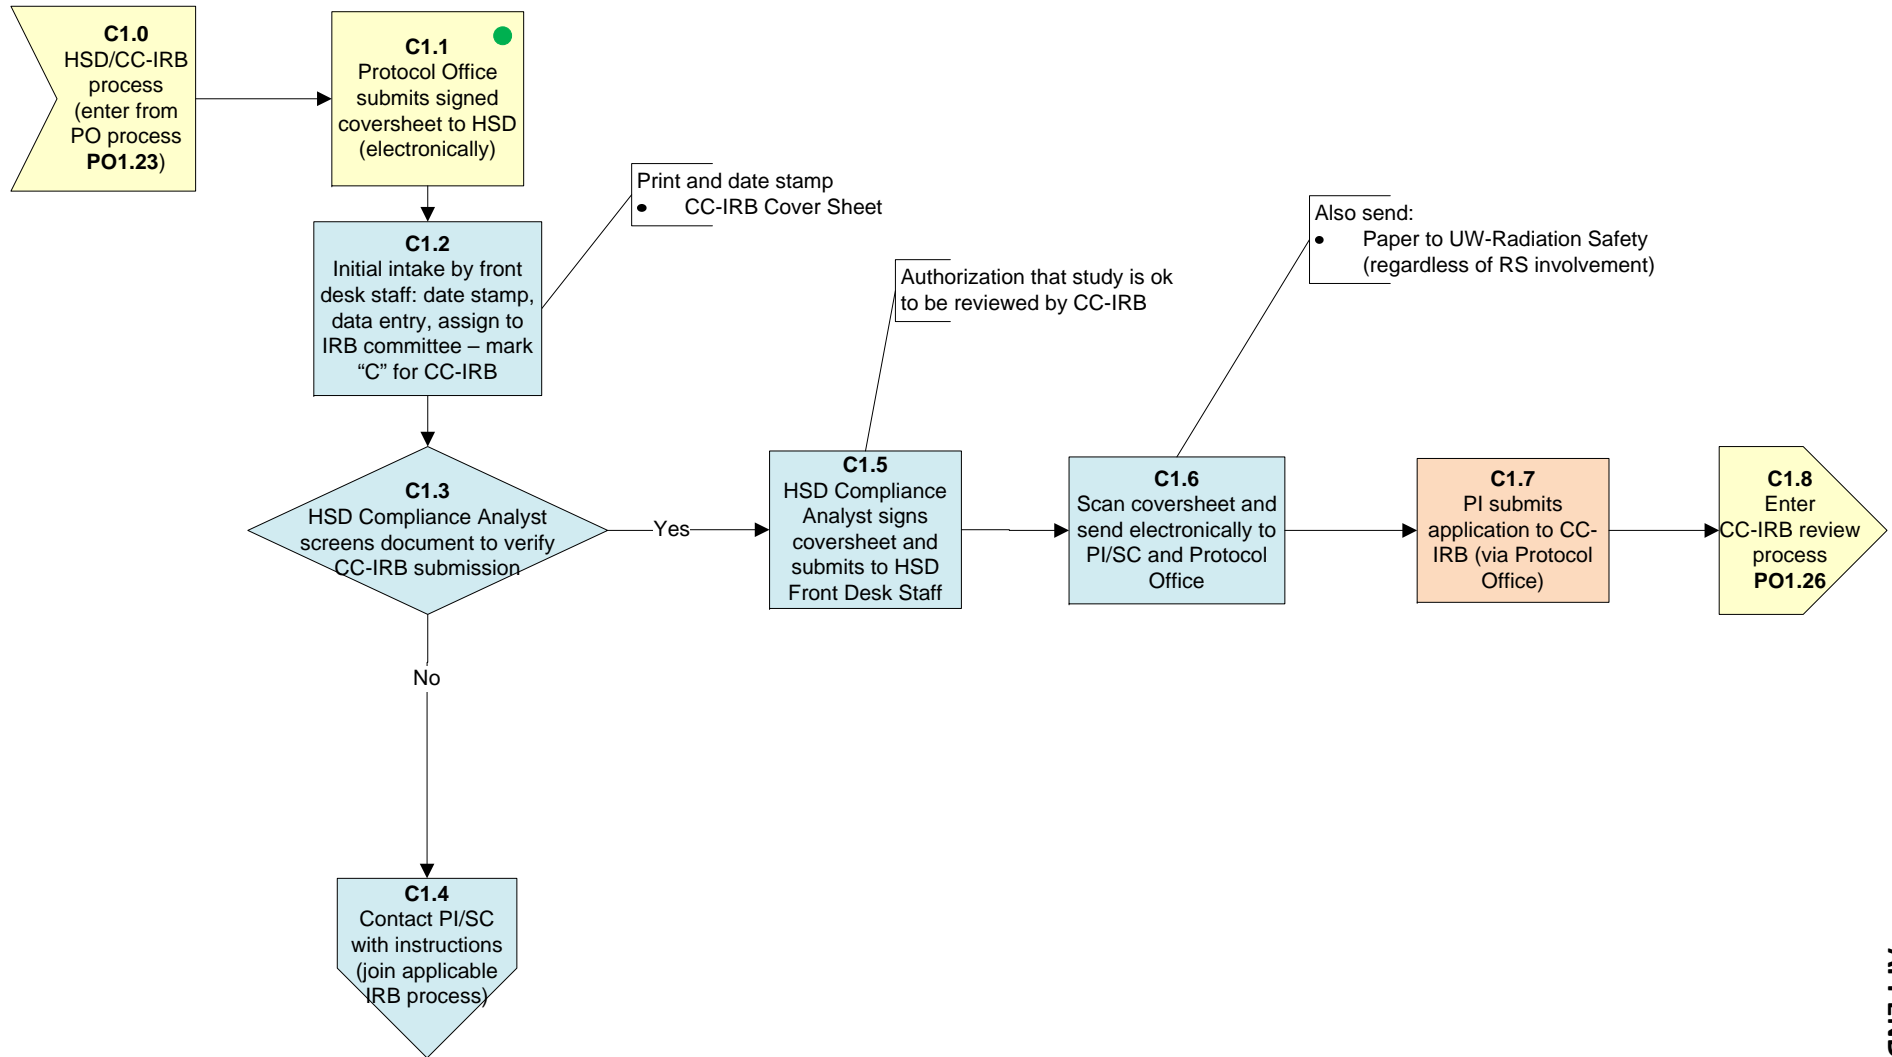 C1.0
HSD/CC-IRB
process
(enter from
PO process
PO1.23)
C1.1
Protocol Office
submits signed
coversheet to HSD
(electronically)
Print and date stamp
• CC-IRB Cover Sheet
C1.2
Initial intake by front
desk staff: date stamp,
data entry, assign to
IRB committee – mark
“C” for CC-IRB
Authorization that study is ok
to be reviewed by CC-IRB
Also send:
• Paper to UW-Radiation Safety
(regardless of RS involvement)
C1.3
HSD Compliance Analyst
screens document to verify
CC-IRB submission
Yes
No
C1.5
HSD Compliance
Analyst signs
coversheet and
submits to HSD
Front Desk Staff
C1.6
Scan coversheet and
send electronically to
PI/SC and Protocol
Office
C1.7
PI submits
application to CC-
IRB (via Protocol
Office)
C1.8
Enter
CC-IRB review
process
PO1.26
C1.4
Contact PI/SC
with instructions
(join applicable
IRB process)